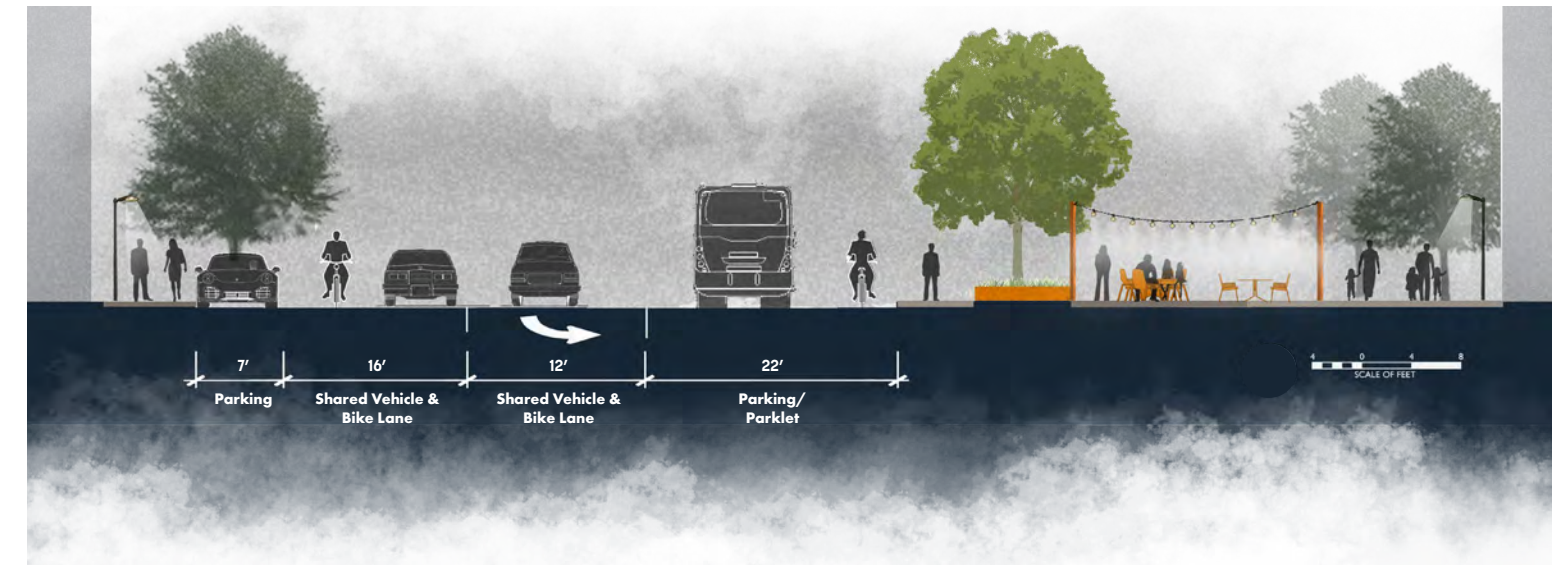 7′
16′
12′
22′
Parking
Shared Vehicle &
Bike Lane
Shared Vehicle &
Bike Lane
Parking/
Parklet
4 0 4 8
SCALE OF FEET